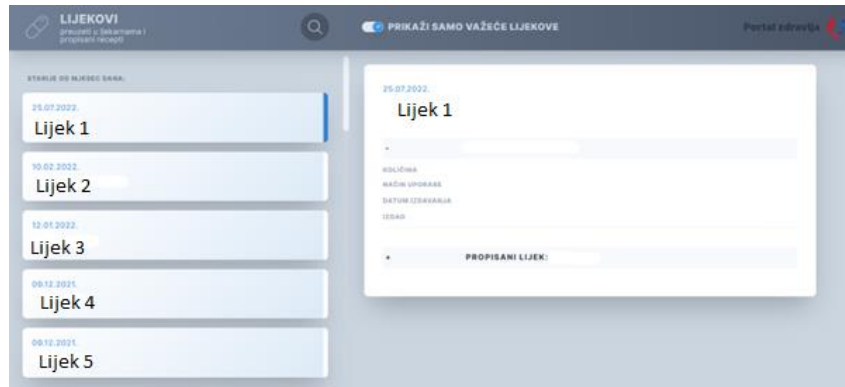 LIJEKOVI
preuzeti u ljekarnama i
propisani recepti
PRIKAŽI SAMO VAŽEĆE LIJEKOVE
Portal zdravlja
STARIJE OD MJESEC DANA:
25.07.2022.
Lijek 1
10.02.2022.
Lijek 2
12.01.2022.
Lijek 3
09.12.2021.
Lijek 4
09.12.2021.
Lijek 5
25.07.2022.
Lijek 1
-
KOLIČINA
NAČIN UPORABE
DATUM IZDAVANJA
IZDAO
+ PROPISANI LIJEK: